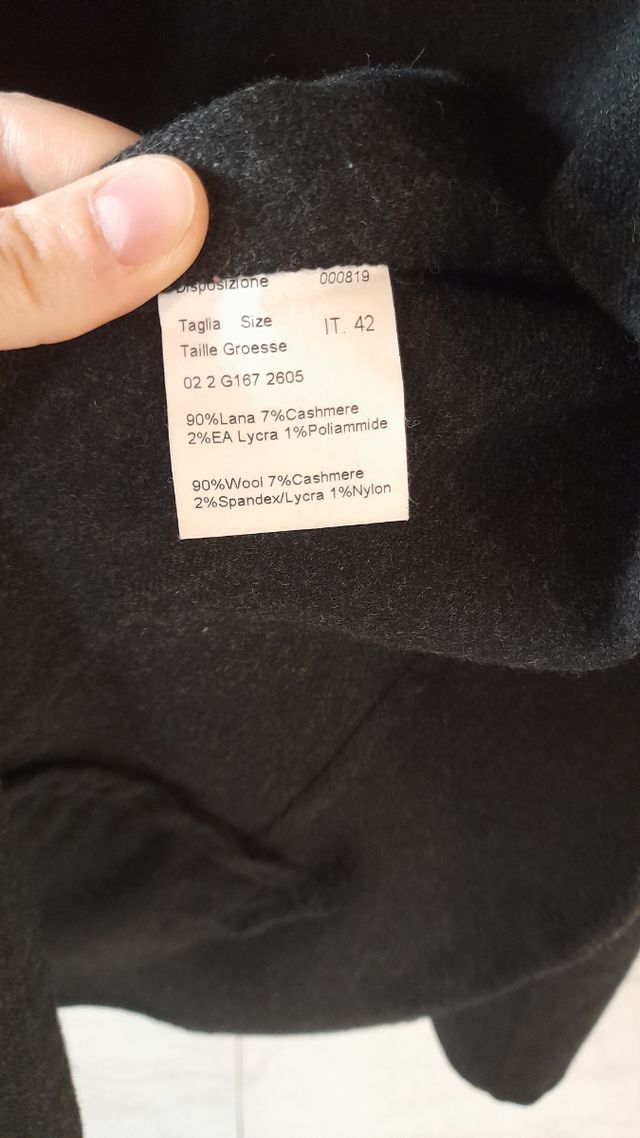 Disposizione 000819
Taglia Size IT. 42
Taille Groesse
02 2 G167 2605
90%Lana 7%Cashmere
2%EA Lycra 1%Poliammide
90%Wool 7%Cashmere
2%Spandex/Lycra 1%Nylon